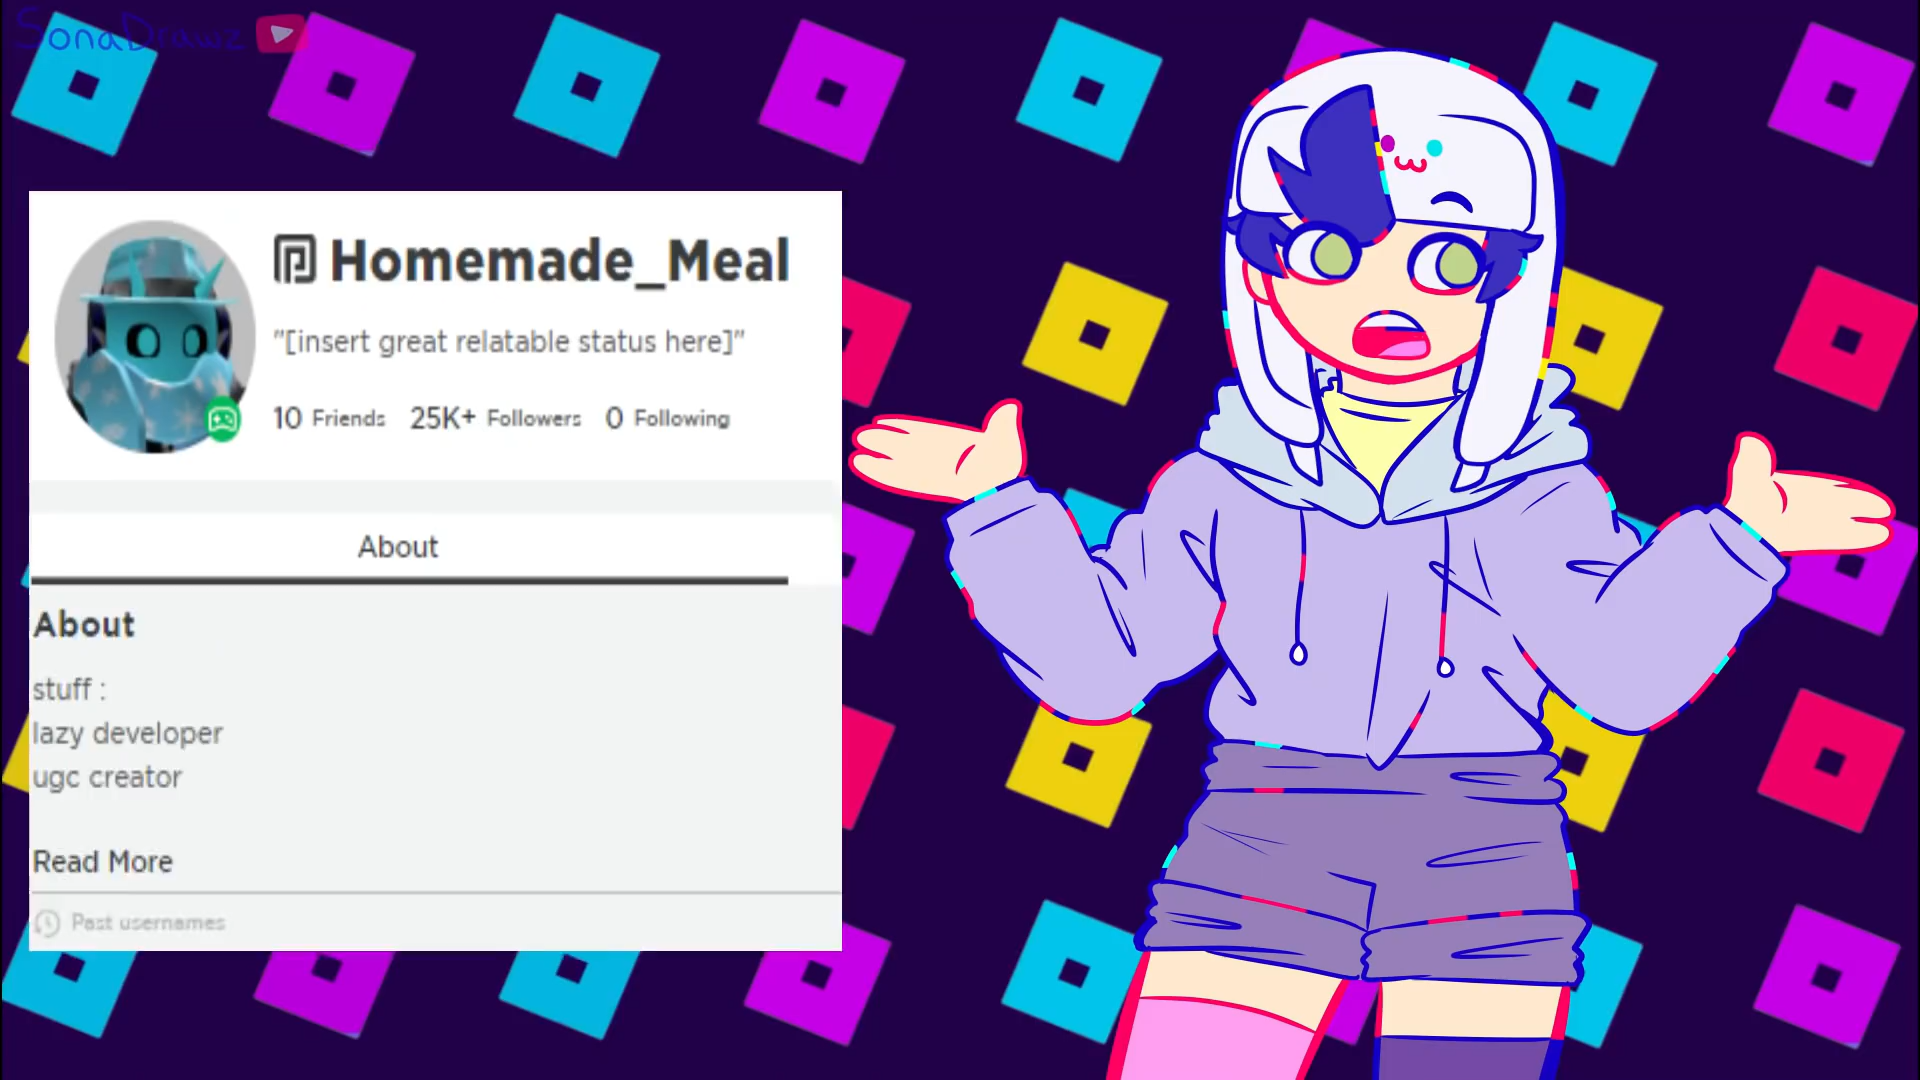 SonaDrawz
Homemade_Meal
"[insert great relatable status here]"
10 Friends 25K+ Followers 0 Following
About
About
stuff :
lazy developer
ugc creator
Read More
Past usernames